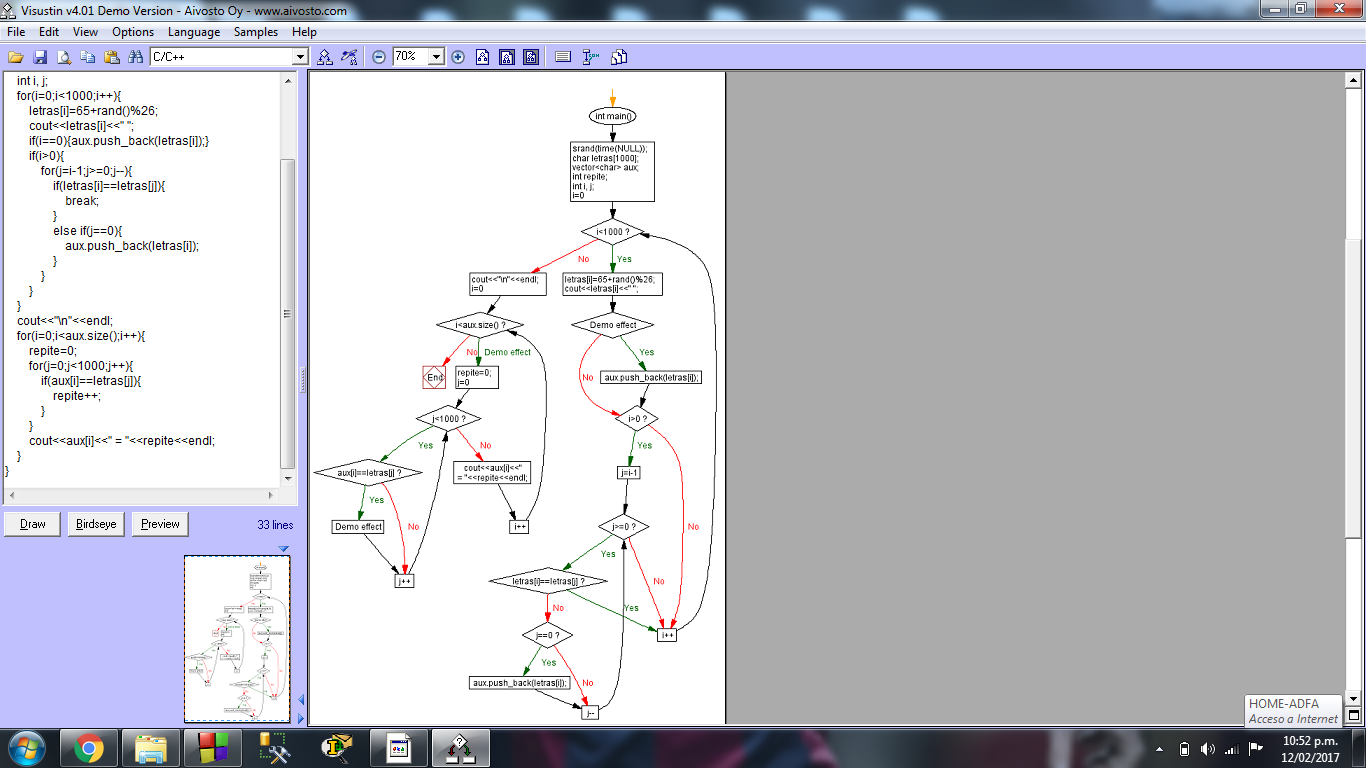 Visustin v4.01 Demo Version - Aivosto Oy - www.aivosto.com
File Edit View Options Language Samples Help
C/C++
70%
int i, j;
for(i=0;i<1000;i++){
letras[i]=65+rand()%26;
cout<<letras[i]<<" ";
if(i==0){aux.push_back(letras[i]);}
if(i>0){
for(j=i-1;j>=0;j--){
if(letras[i]==letras[j]){
break;
}
else if(j==0){
aux.push_back(letras[i]);
}
}
}
}
cout<<"\n"<<endl;
for(i=0;i<aux.size();i++){
repite=0;
for(j=0;j<1000;j++){
if(aux[i]==letras[j]){
repite++;
}
}
cout<<aux[i]<<" = "<<repite<<endl;
}
}
Draw Birdseye Preview 33 lines
int main()
srand(time(NULL));
char letras[1000];
vector<char> aux;
int repite;
int i, j;
i=0
i<1000 ?
No Yes
cout<<"\n"<<endl;
i=0
letras[i]=65+rand()%26;
cout<<letras[i]<<" ";
i<aux.size() ?
Demo effect
No Demo effect
Yes
End
repite=0;
j=0
No
aux.push_back(letras[i]);
j<1000 ?
i>0 ?
Yes No
Yes
aux[i]==letras[j] ?
cout<<aux[i]<<"
= "<<repite<<endl;
j=i-1
Yes
No
Demo effect
i++
j>=0 ?
No
Yes
j++
letras[i]==letras[j] ?
No
No
Yes
j==0 ?
i++
Yes
aux.push_back(letras[i]);
No
j--
HOME-ADFA
Acceso a Internet
10:52 p.m.
12/02/2017